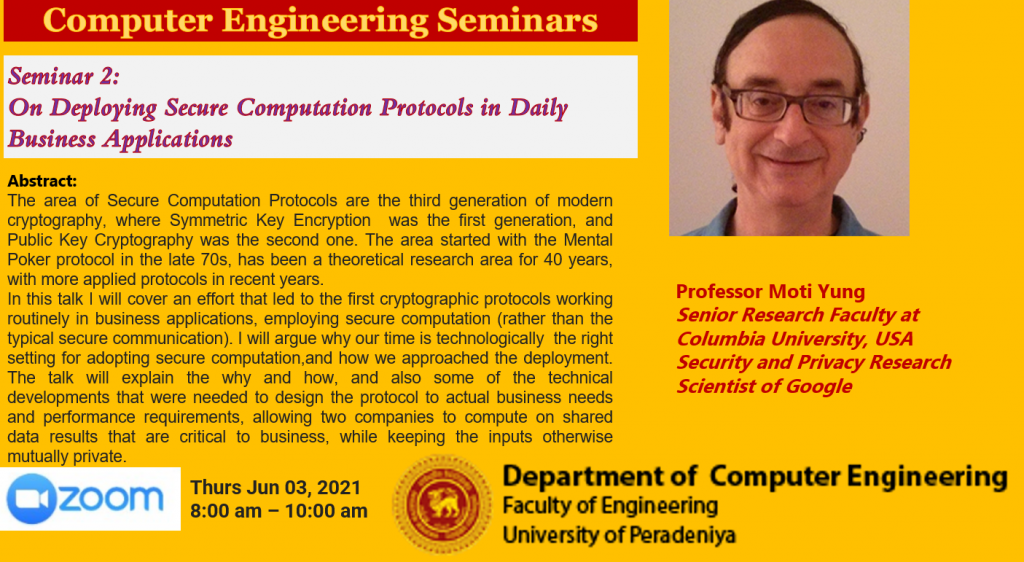 Computer Engineering Seminars
Seminar 2:
On Deploying Secure Computation Protocols in Daily
Business Applications
Abstract:
The area of Secure Computation Protocols are the third generation of modern
cryptography, where Symmetric Key Encryption was the first generation, and
Public Key Cryptography was the second one. The area started with the Mental
Poker protocol in the late 70s, has been a theoretical research area for 40 years,
with more applied protocols in recent years.
In this talk I will cover an effort that led to the first cryptographic protocols working
routinely in business applications, employing secure computation (rather than the
typical secure communication). I will argue why our time is technologically the right
setting for adopting secure computation,and how we approached the deployment.
The talk will explain the why and how, and also some of the technical
developments that were needed to design the protocol to actual business needs
and performance requirements, allowing two companies to compute on shared
data results that are critical to business, while keeping the inputs otherwise
mutually private.
Professor Moti Yung
Senior Research Faculty at
Columbia University, USA
Security and Privacy Research
Scientist of Google
zoom
Thurs Jun 03, 2021
8:00 am – 10:00 am
Department of Computer Engineering
Faculty of Engineering
University of Peradeniya